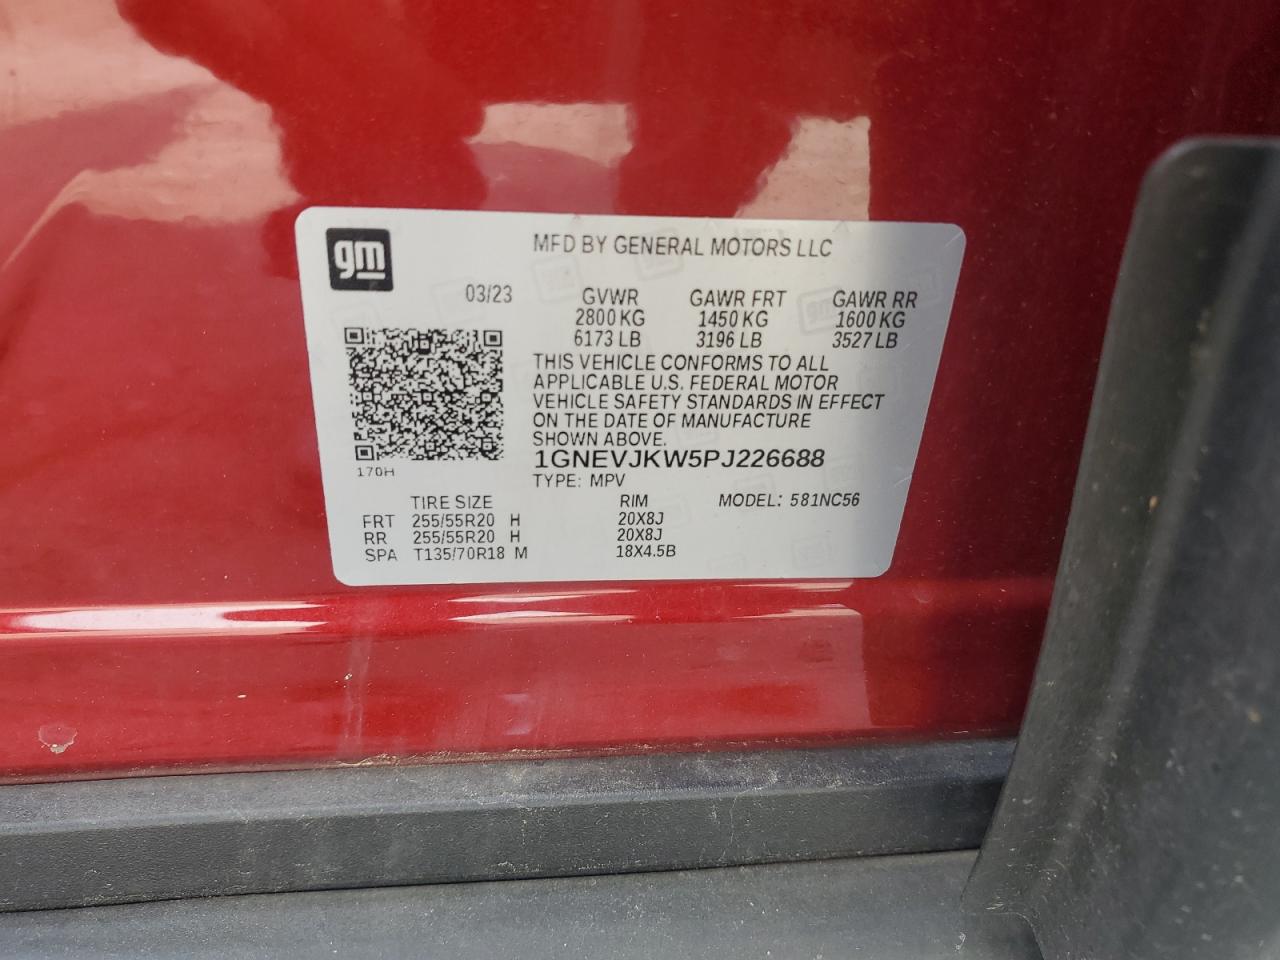 gm
MFD BY GENERAL MOTORS LLC
03/23 GVWR GAWR FRT GAWR RR
2800 KG 1450 KG 1600 KG
6173 LB 3196 LB 3527 LB
THIS VEHICLE CONFORMS TO ALL
APPLICABLE U.S. FEDERAL MOTOR
VEHICLE SAFETY STANDARDS IN EFFECT
ON THE DATE OF MANUFACTURE
SHOWN ABOVE.
1GNEVJKW5PJ226688
170H
TYPE: MPV
TIRE SIZE RIM MODEL: 581NC56
FRT 255/55R20 H 20X8J
RR 255/55R20 H 20X8J
SPA T135/70R18 M 18X4.5B